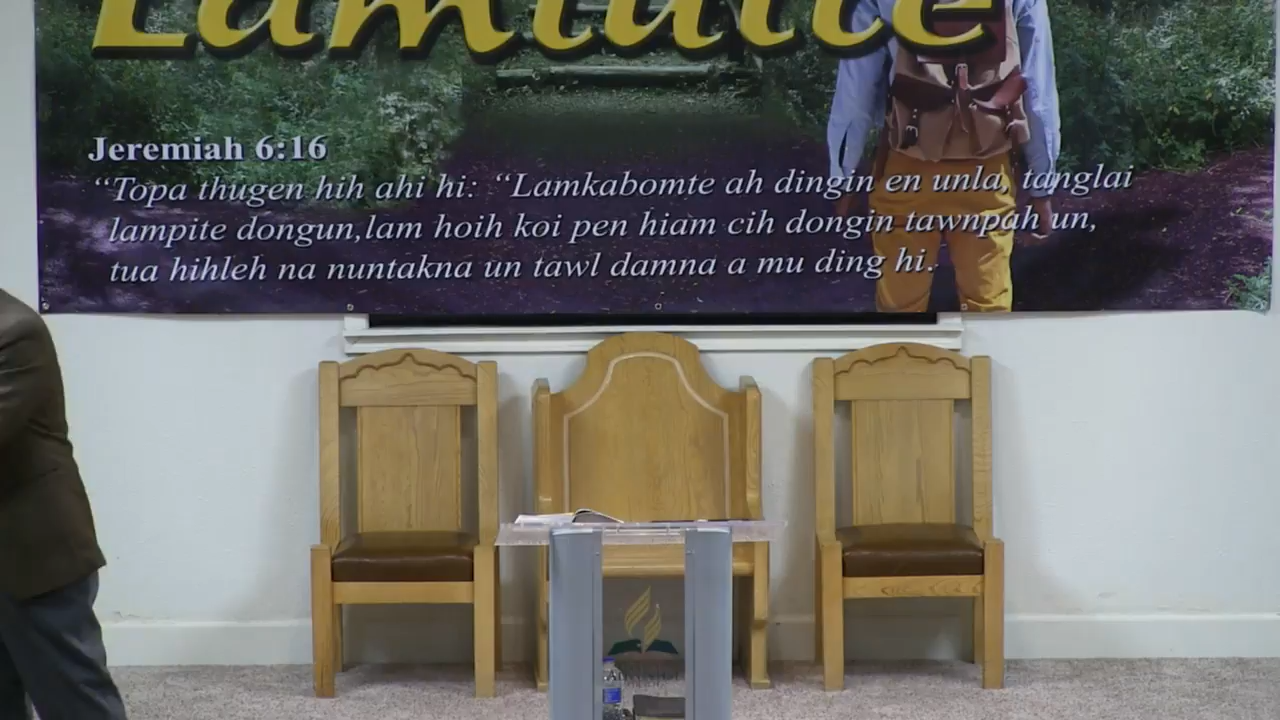 Lamluite
Jeremiah 6:16
“Topa thugen hih ahi hi: “Lamkabomte ah dingin en unla, tanglai
lampite dongun,lam hoih koi pen hiam cih dongin tawnpah un,
tua hihleh na nuntakna un tawl damna a mu ding hi.